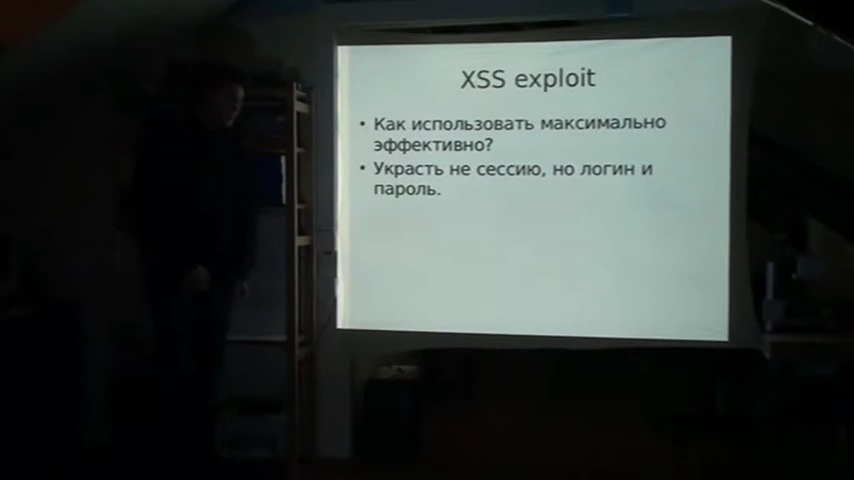 XSS exploit
• Как использовать максимально
эффективно?
• Украсть не сессию, но логин и
пароль.